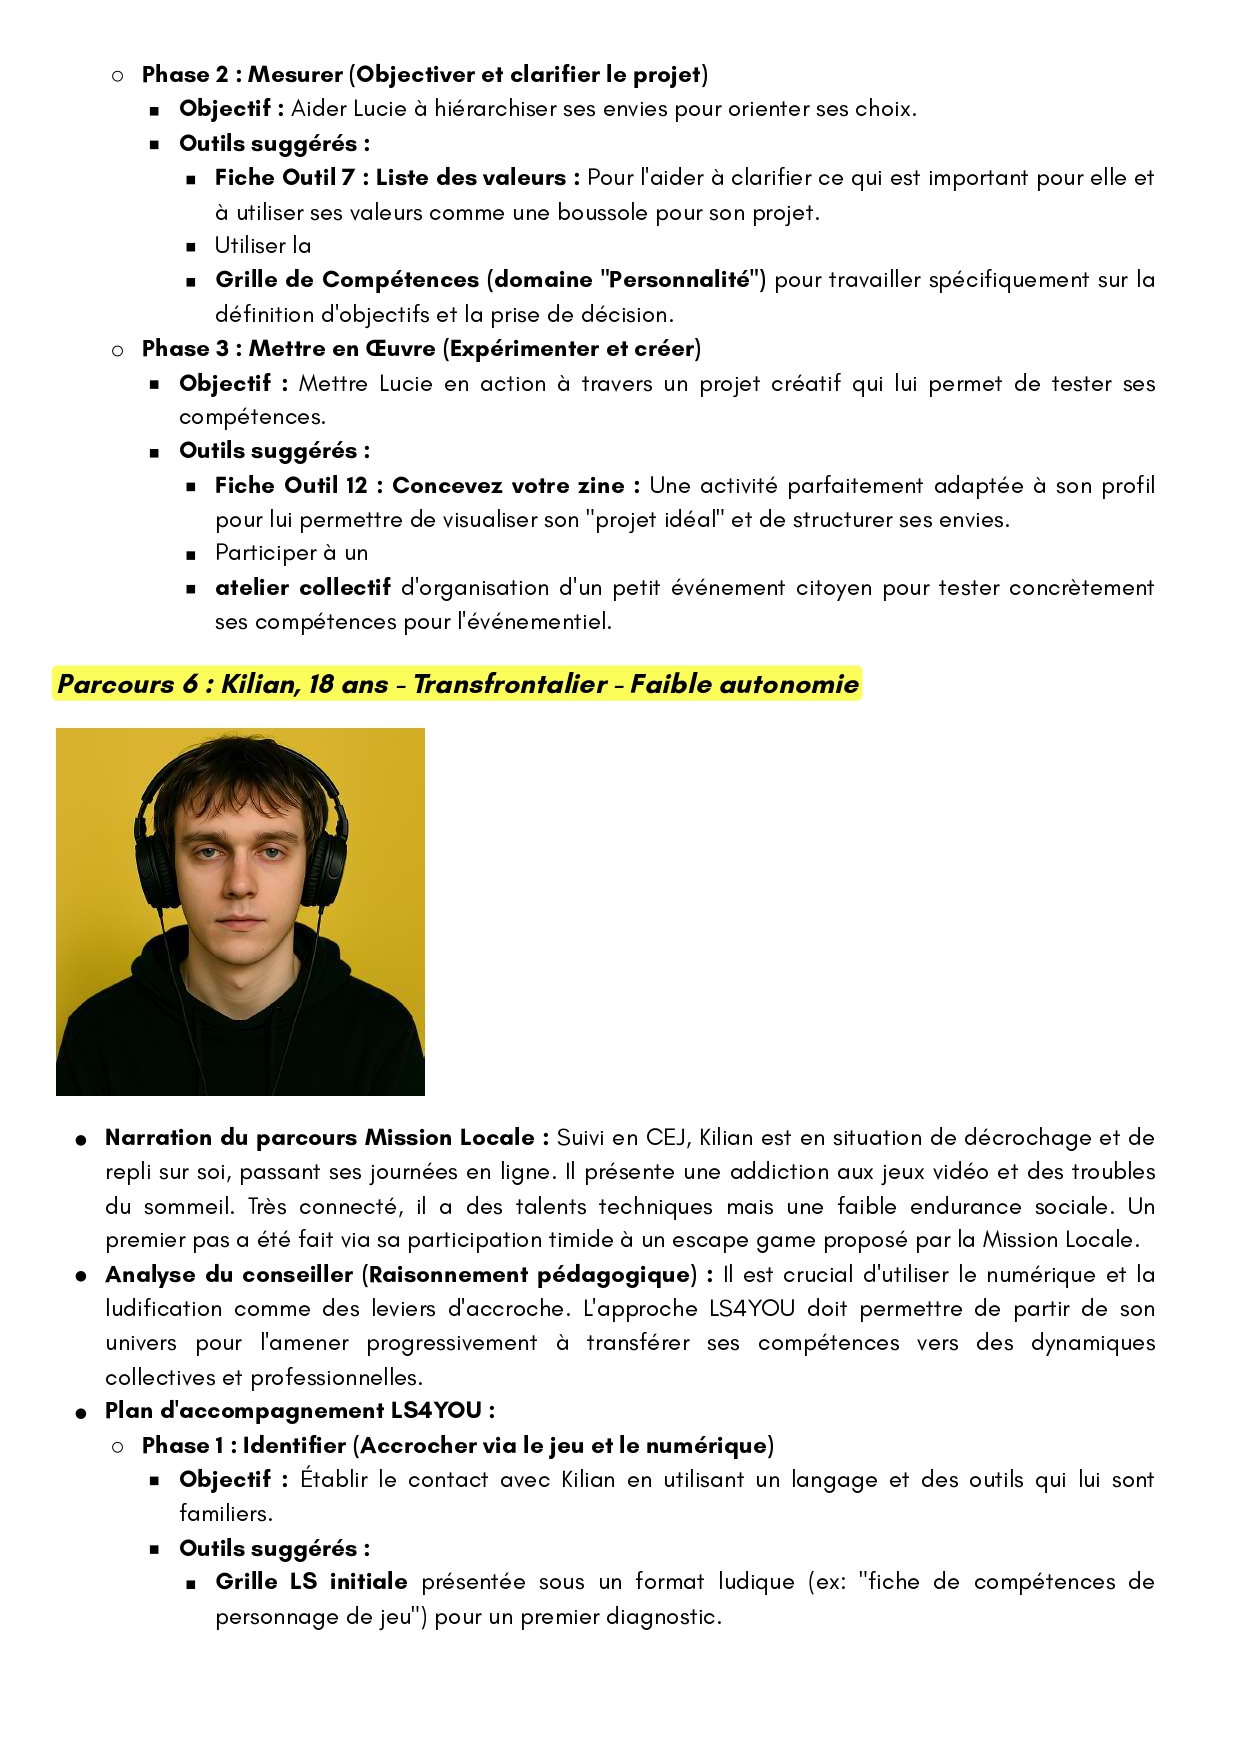 Phase 2 : Mesurer (Objectiver et clarifier le projet)
Objectif : Aider Lucie à hiérarchiser ses envies pour orienter ses choix.
Outils suggérés :
Fiche Outil 7 : Liste des valeurs : Pour l'aider à clarifier ce qui est important pour elle et
à utiliser ses valeurs comme une boussole pour son projet.
Utiliser la
Grille de Compétences (domaine "Personnalité") pour travailler spécifiquement sur la
définition d'objectifs et la prise de décision.
Phase 3 : Mettre en Œuvre (Expérimenter et créer)
Objectif : Mettre Lucie en action à travers un projet créatif qui lui permet de tester ses
compétences.
Outils suggérés :
Fiche Outil 12 : Concevez votre zine : Une activité parfaitement adaptée à son profil
pour lui permettre de visualiser son "projet idéal" et de structurer ses envies.
Participer à un
atelier collectif d'organisation d'un petit événement citoyen pour tester concrètement
ses compétences pour l'événementiel.
Parcours 6 : Kilian, 18 ans - Transfrontalier - Faible autonomie
Narration du parcours Mission Locale : Suivi en CEJ, Kilian est en situation de décrochage et de
repli sur soi, passant ses journées en ligne. Il présente une addiction aux jeux vidéo et des troubles
du sommeil. Très connecté, il a des talents techniques mais une faible endurance sociale. Un
premier pas a été fait via sa participation timide à un escape game proposé par la Mission Locale.
Analyse du conseiller (Raisonnement pédagogique) : Il est crucial d'utiliser le numérique et la
ludification comme des leviers d'accroche. L'approche LS4YOU doit permettre de partir de son
univers pour l'amener progressivement à transférer ses compétences vers des dynamiques
collectives et professionnelles.
Plan d'accompagnement LS4YOU :
Phase 1 : Identifier (Accrocher via le jeu et le numérique)
Objectif : Établir le contact avec Kilian en utilisant un langage et des outils qui lui sont
familiers.
Outils suggérés :
Grille LS initiale présentée sous un format ludique (ex: "fiche de compétences de
personnage de jeu") pour un premier diagnostic.